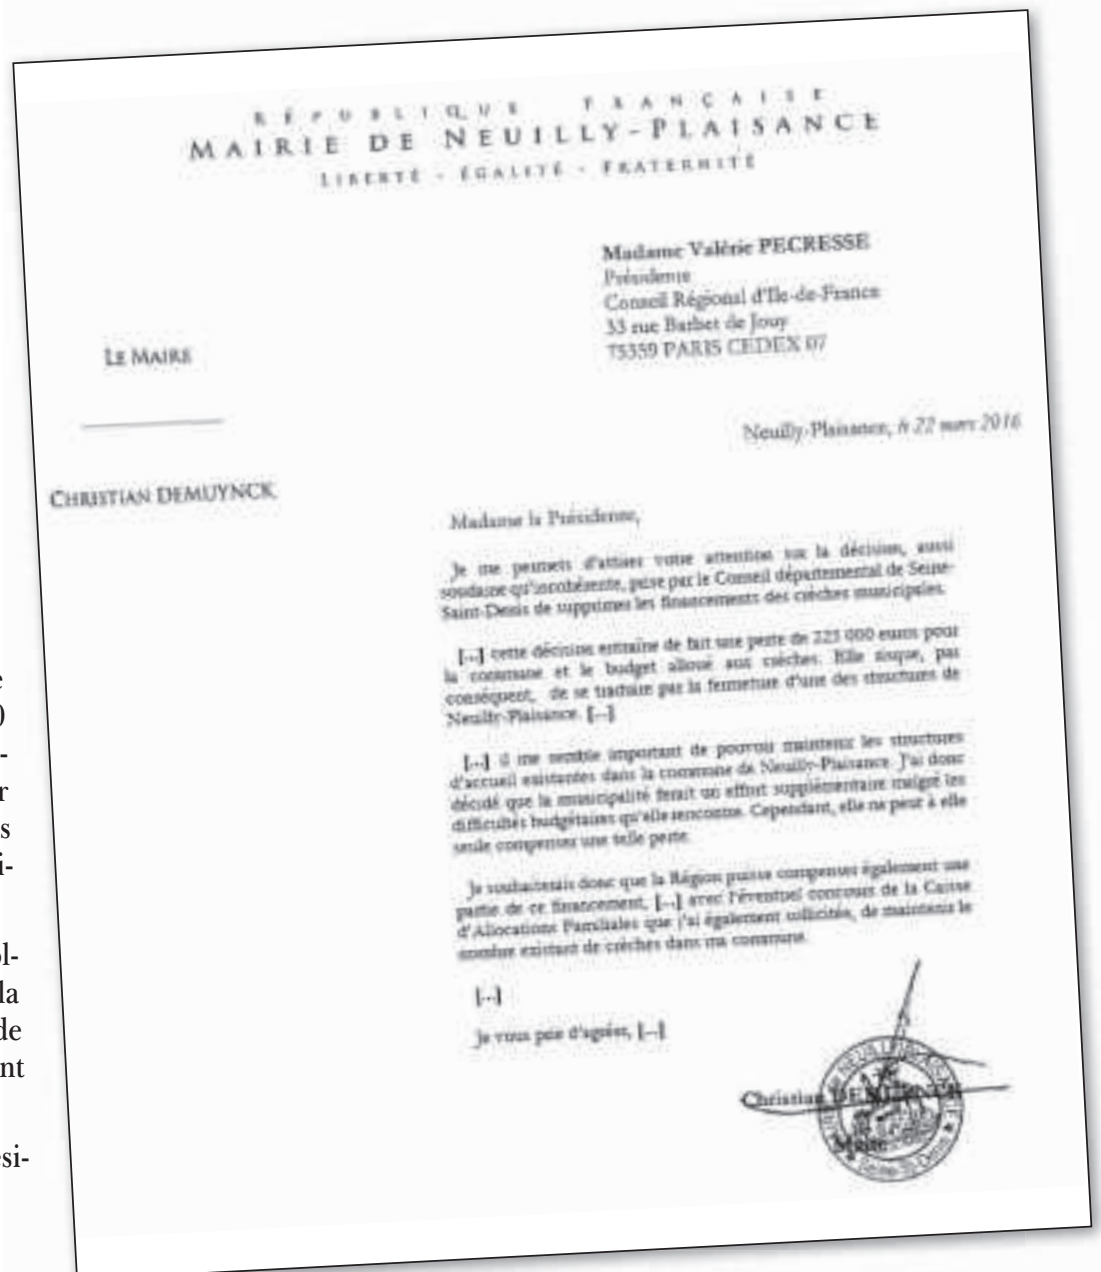 RÉPUBLIQUE FRANÇAISE
MAIRIE DE NEUILLY-PLAISANCE
LIBERTÉ - ÉGALITÉ - FRATERNITÉ
Madame Valérie PECRESSE
Présidente
Conseil Régional d'Ile-de-France
33 rue Barbet de Jouy
75359 PARIS CEDEX 07
LE MAIRE
Neuilly-Plaisance, le 22 mars 2016
CHRISTIAN DEMUYNCK
Madame la Présidente,
Je me permets d'attirer votre attention sur la décision, aussi
soudaine qu'incohérente, prise par le Conseil départemental de Seine-
Saint-Denis de supprimer les financements des crèches municipales.
[...] cette décision entraîne de fait une perte de 223 000 euros pour
la commune et le budget alloué aux crèches. Elle risque, par
conséquent, de se traduire par la fermeture d'une des structures de
Neuilly-Plaisance. [...]
[...] il me semble important de pouvoir maintenir les structures
d'accueil existantes dans la commune de Neuilly-Plaisance. J'ai donc
décidé que la municipalité ferait un effort supplémentaire malgré les
difficultés budgétaires qu'elle rencontre. Cependant, elle ne peut à elle
seule compenser une telle perte.
Je souhaiterais donc que la Région puisse compenser également une
partie de ce financement, [...] avec l'éventuel concours de la Caisse
d'Allocations Familiales que j'ai également sollicitée, de maintenir le
nombre existant de crèches dans ma commune.
[...]
Je vous prie d'agréer, [...]
Christian DEMUYNCK
Maire
e
0
-
r
s
i-
ol-
la
de
nt
ési-